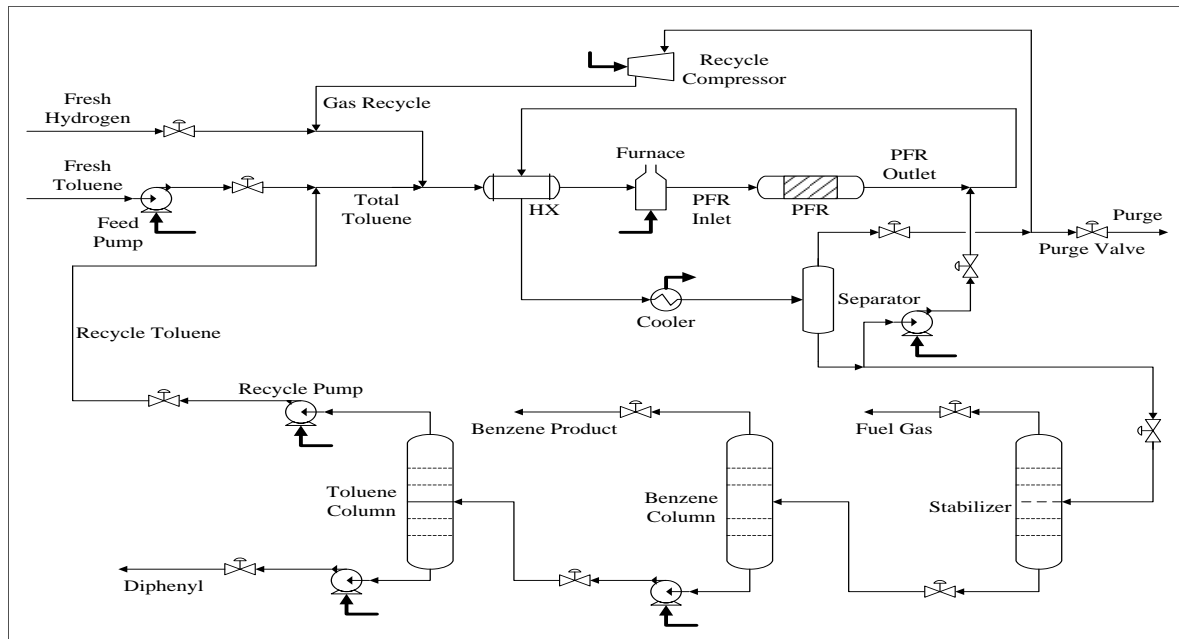 Recycle
Compressor
Fresh
Hydrogen
Gas Recycle
Fresh
Toluene
Feed
Pump
Total
Toluene
HX
Furnace
PFR
Inlet
PFR
PFR
Outlet
Purge
Purge Valve
Cooler
Separator
Recycle Toluene
Recycle Pump
Benzene Product
Fuel Gas
Toluene
Column
Benzene
Column
Stabilizer
Diphenyl